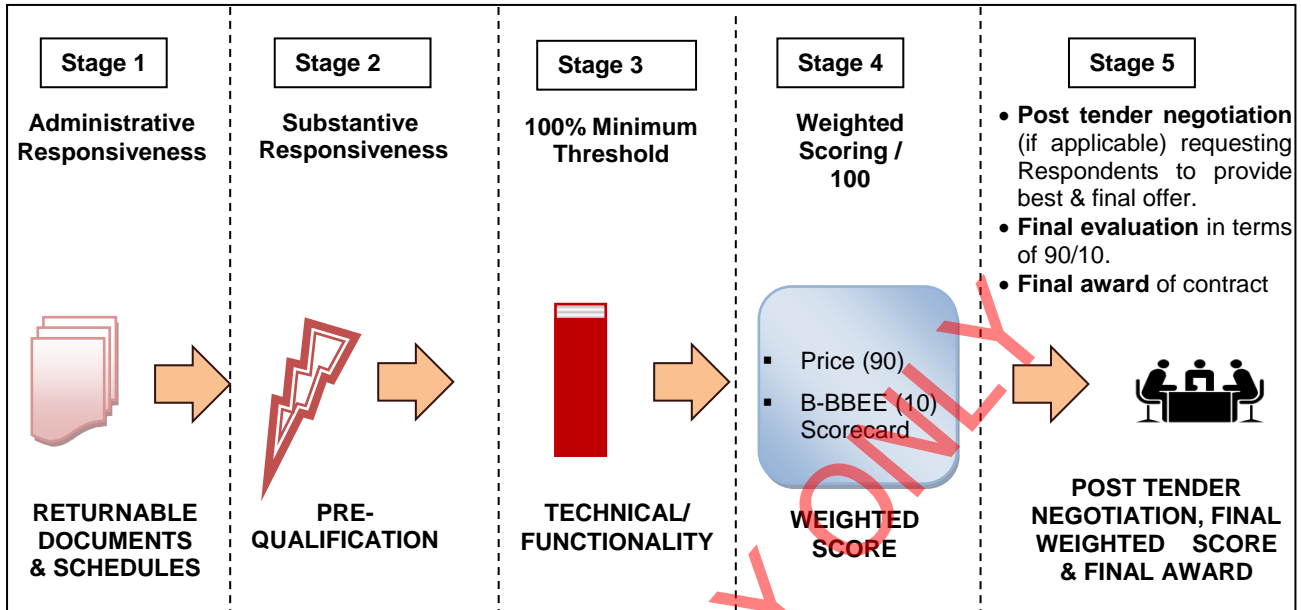 Stage 1
Administrative
Responsiveness
RETURNABLE
DOCUMENTS
& SCHEDULES
Stage 2
Substantive
Responsiveness
PRE-
QUALIFICATION
Stage 3
100% Minimum
Threshold
TECHNICAL/
FUNCTIONALITY
Stage 4
Weighted
Scoring /
100
▪ Price (90)
▪ B-BBEE (10)
Scorecard
WEIGHTED
SCORE
Stage 5
• Post tender negotiation
(if applicable) requesting
Respondents to provide
best & final offer.
• Final evaluation in terms
of 90/10.
• Final award of contract
POST TENDER
NEGOTIATION, FINAL
WEIGHTED SCORE
& FINAL AWARD
Y ONLY